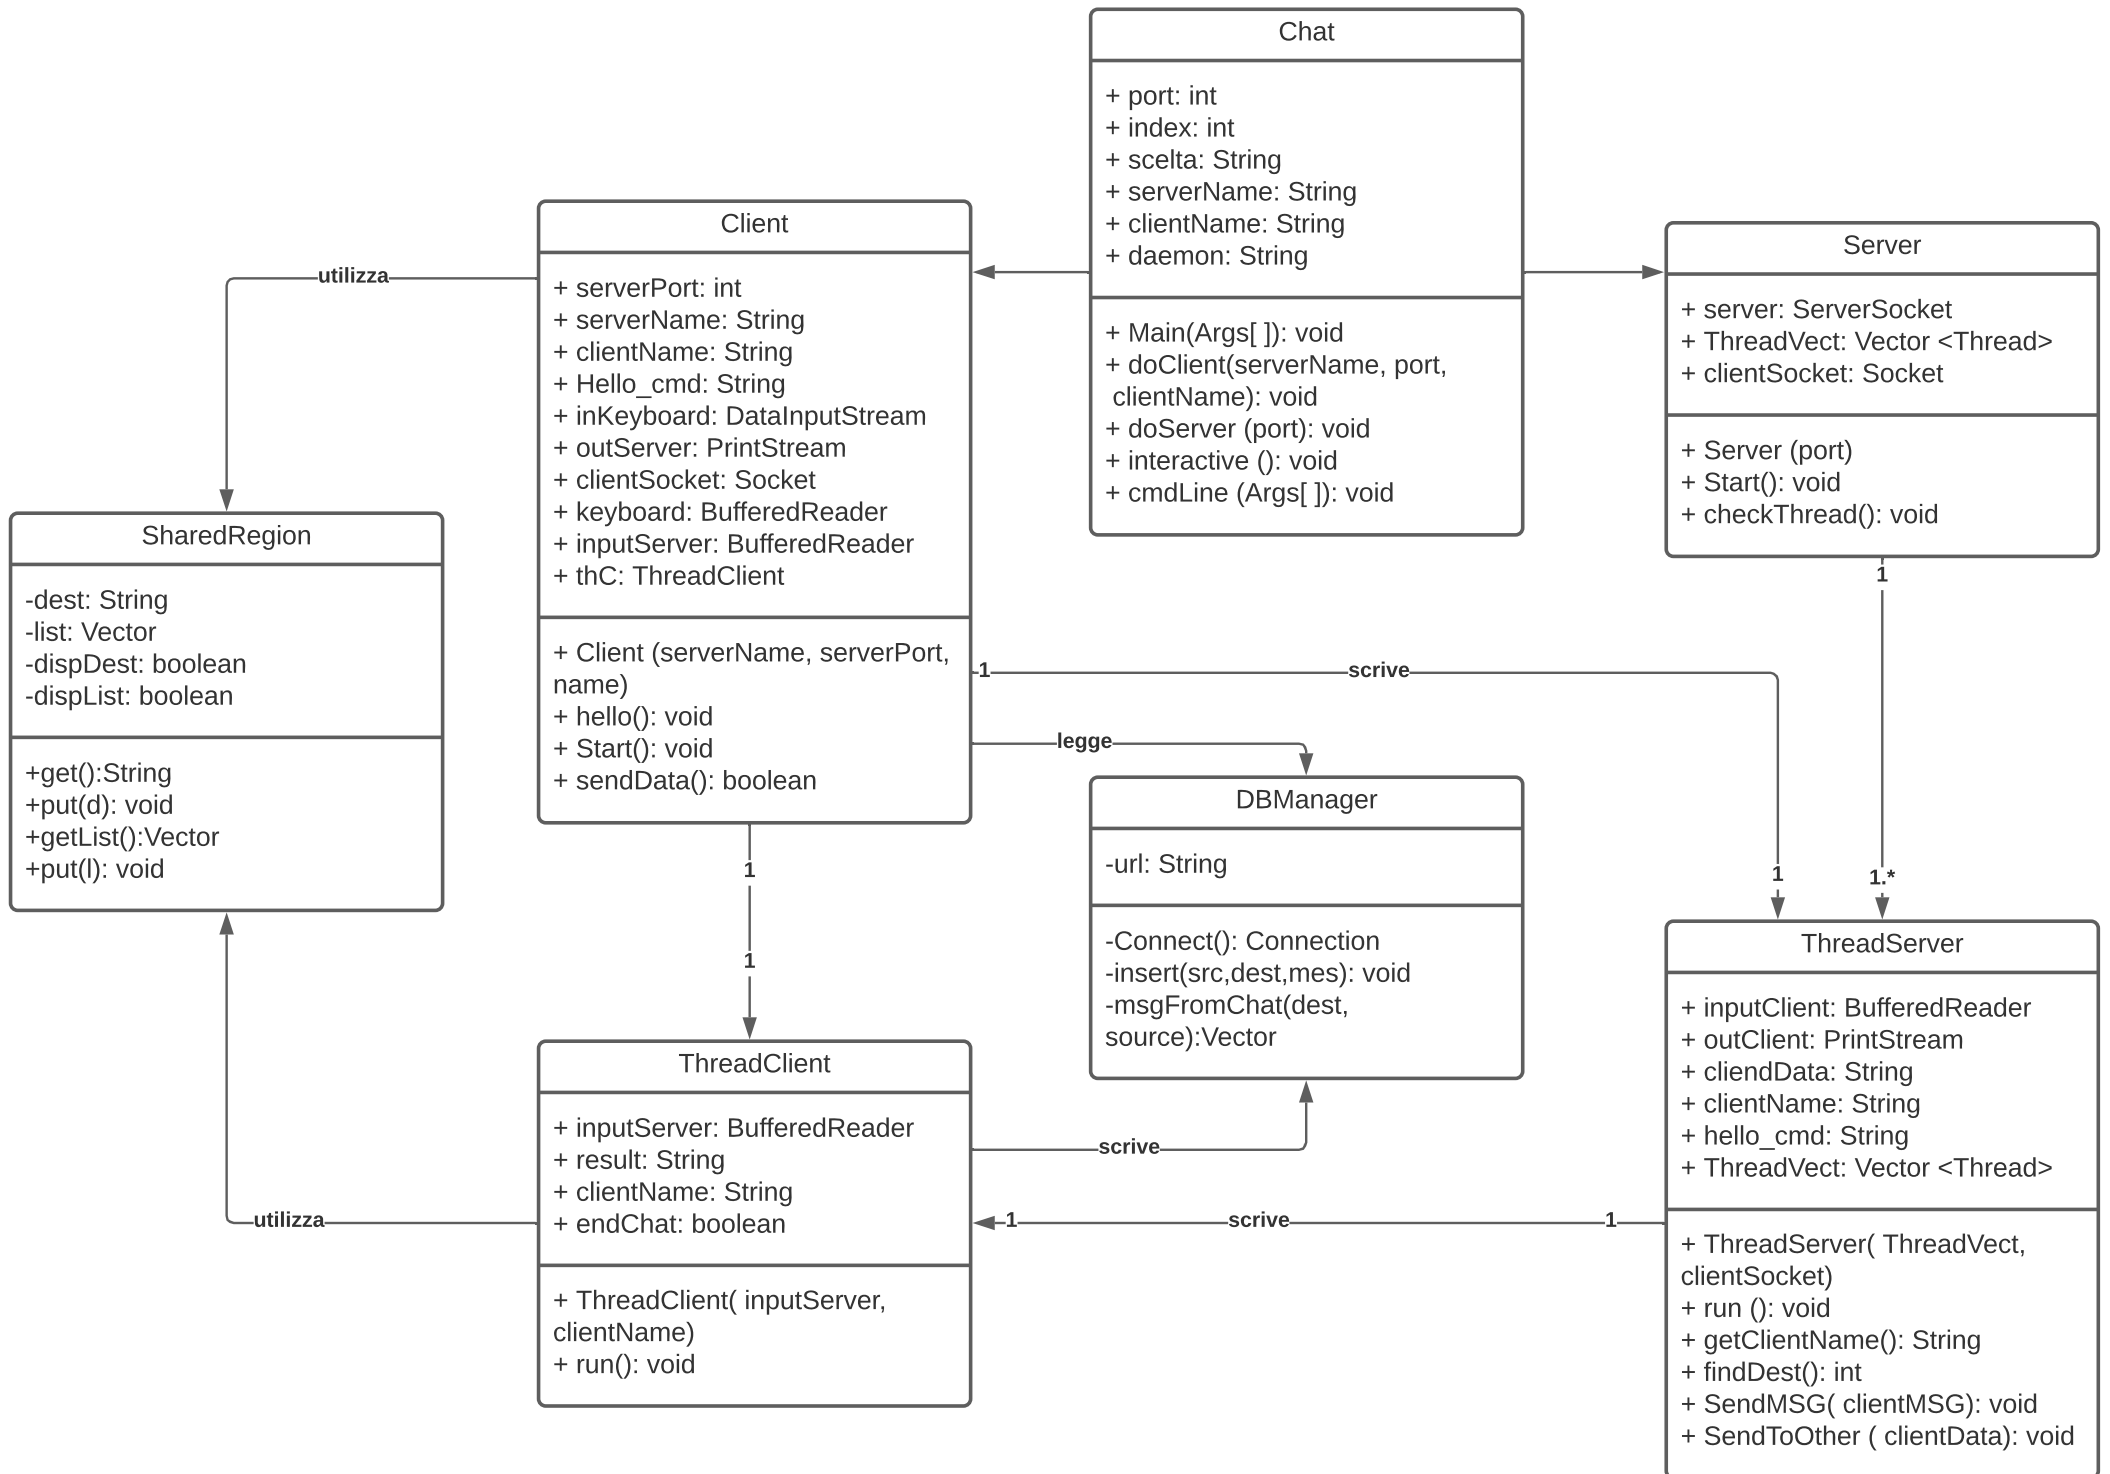 Chat
+ port: int
+ index: int
+ scelta: String
+ serverName: String
+ clientName: String
+ daemon: String
+ Main(Args[ ]): void
+ doClient(serverName, port,
clientName): void
+ doServer (port): void
+ interactive (): void
+ cmdLine (Args[ ]): void
Client
+ serverPort: int
+ serverName: String
+ clientName: String
+ Hello_cmd: String
+ inKeyboard: DataInputStream
+ outServer: PrintStream
+ clientSocket: Socket
+ keyboard: BufferedReader
+ inputServer: BufferedReader
+ thC: ThreadClient
+ Client (serverName, serverPort,
name)
+ hello(): void
+ Start(): void
+ sendData(): boolean
Server
+ server: ServerSocket
+ ThreadVect: Vector <Thread>
+ clientSocket: Socket
+ Server (port)
+ Start(): void
+ checkThread(): void
utilizza
SharedRegion
-dest: String
-list: Vector
-dispDest: boolean
-dispList: boolean
+get():String
+put(d): void
+getList():Vector
+put(l): void
1
1
scrive
legge
DBManager
-url: String
-Connect(): Connection
-insert(src,dest,mes): void
-msgFromChat(dest,
source):Vector
1
1
1
1.*
ThreadClient
+ inputServer: BufferedReader
+ result: String
+ clientName: String
+ endChat: boolean
+ ThreadClient( inputServer,
clientName)
+ run(): void
scrive
utilizza
1
scrive
1
ThreadServer
+ inputClient: BufferedReader
+ outClient: PrintStream
+ cliendData: String
+ clientName: String
+ hello_cmd: String
+ ThreadVect: Vector <Thread>
+ ThreadServer( ThreadVect,
clientSocket)
+ run (): void
+ getClientName(): String
+ findDest(): int
+ SendMSG( clientMSG): void
+ SendToOther ( clientData): void